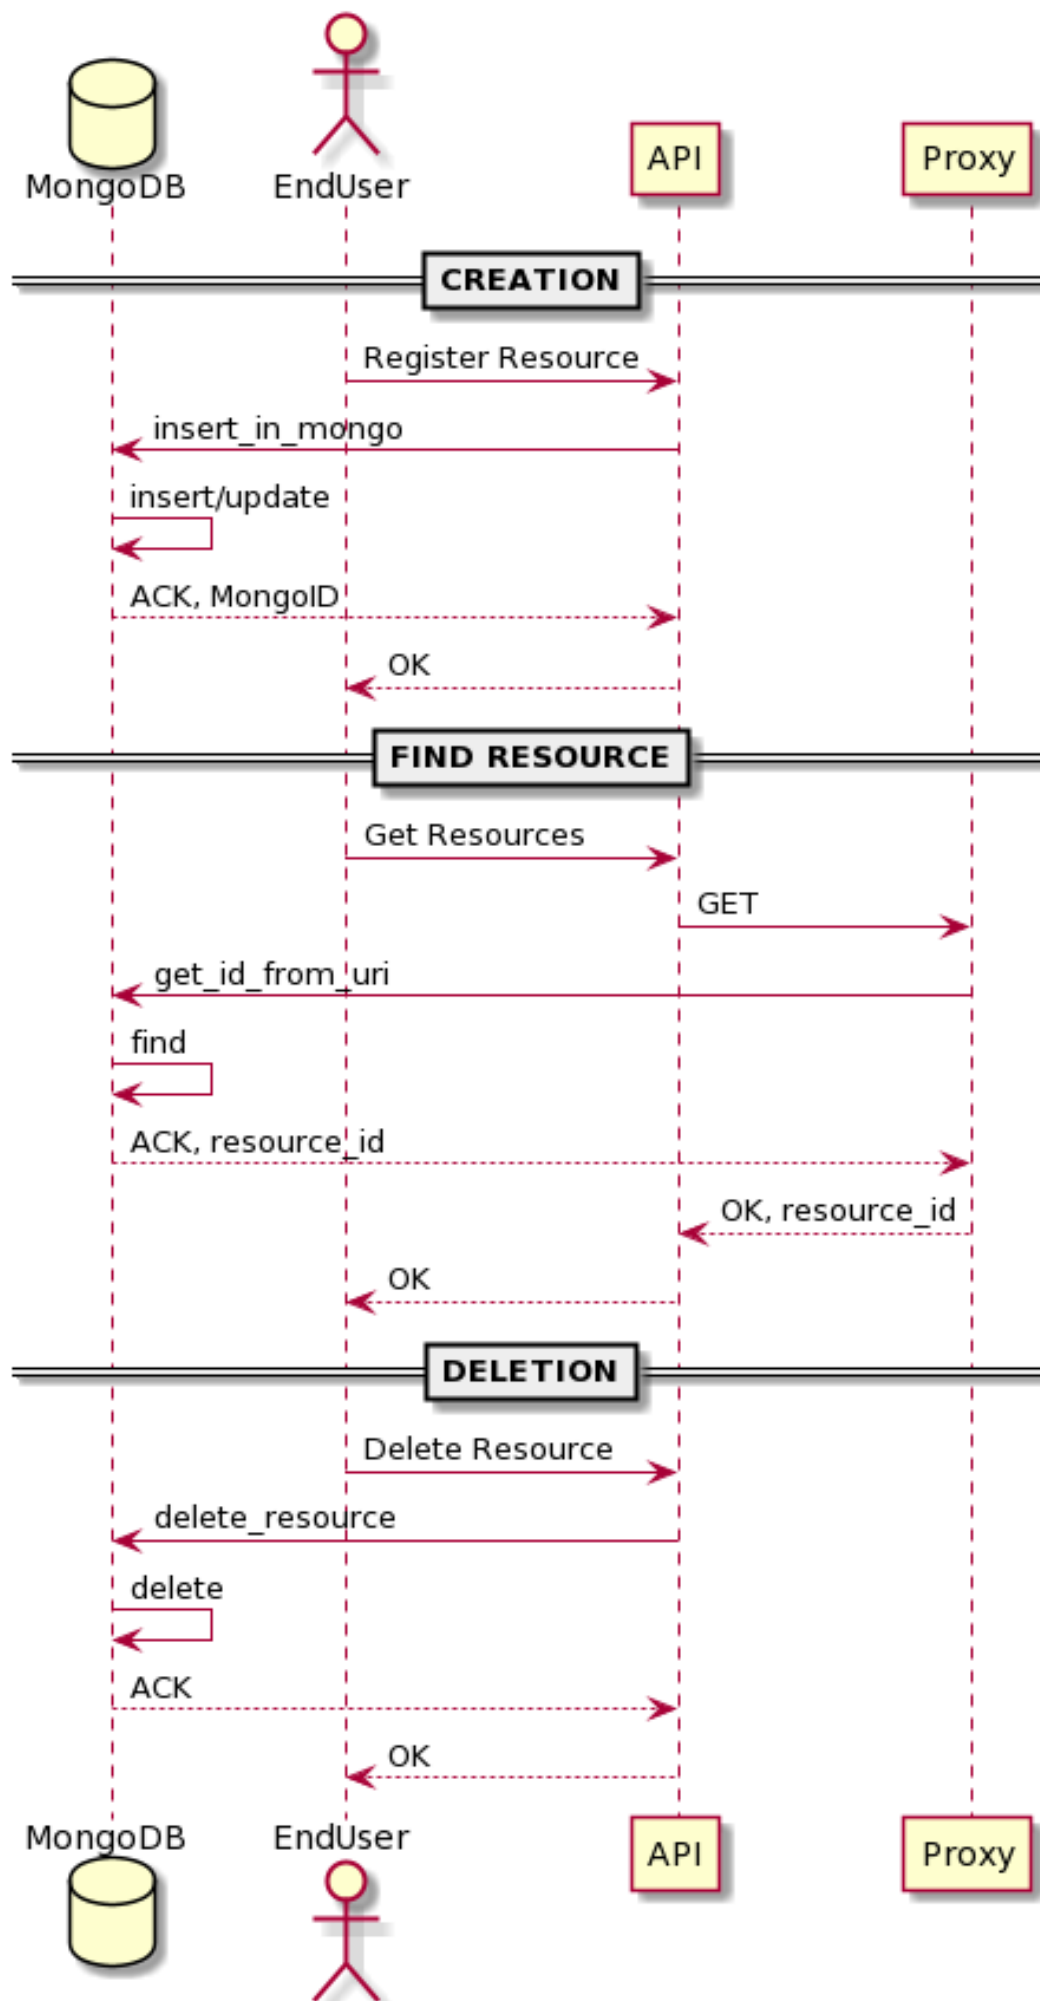 MongoDB
EndUser
API
Proxy
CREATION
Register Resource
insert_in_mongo
insert/update
ACK, MongoID
OK
FIND RESOURCE
Get Resources
GET
get_id_from_uri
find
ACK, resource_id
OK, resource_id
OK
DELETION
Delete Resource
delete_resource
delete
ACK
OK
MongoDB
EndUser
API
Proxy